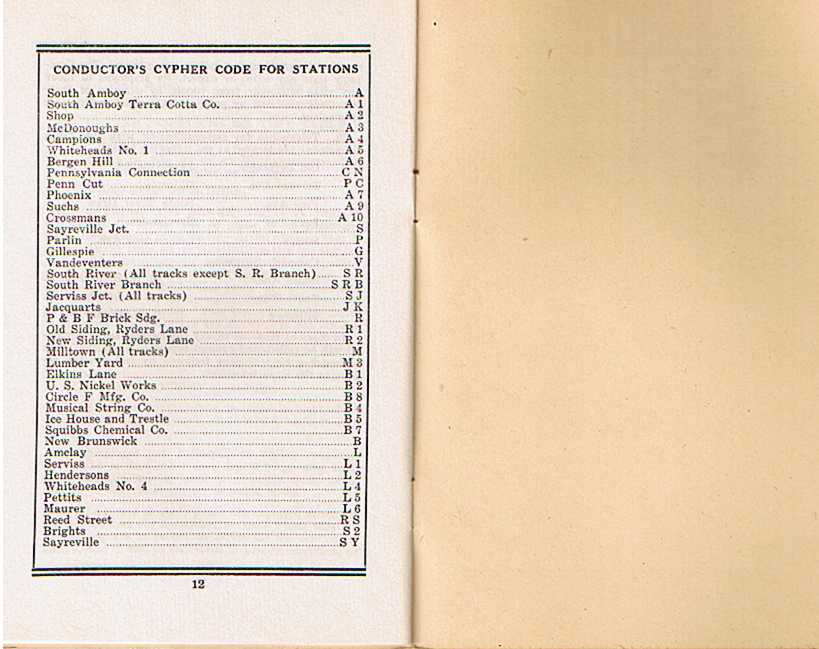 CONDUCTOR'S CYPHER CODE FOR STATIONS
South Amboy A
South Amboy Terra Cotta Co. A 1
Shop A 2
McDonoughs A 3
Campions A 4
Whiteheads No. 1 A 5
Bergen Hill A 6
Pennsylvania Connection C N
Penn Cut P C
Phoenix A 7
Suchs A 9
Crossmans A 10
Sayreville Jct. S
Parlin P
Gillespie G
Vandeventers V
South River (All tracks except S. R. Branch) S R
South River Branch S R B
Serviss Jct. (All tracks) S J
Jacquarts J K
P & B F Brick Sdg. R
Old Siding, Ryders Lane R 1
New Siding, Ryders Lane R 2
Milltown (All tracks) M
Lumber Yard M 3
Elkins Lane B 1
U. S. Nickel Works B 2
Circle F Mfg. Co. B 8
Musical String Co. B 4
Ice House and Trestle B 5
Squibbs Chemical Co. B 7
New Brunswick B
Amclay L
Serviss L 1
Hendersons L 2
Whiteheads No. 4 L 4
Pettits L 5
Maurer L 6
Reed Street R S
Brights S 2
Sayreville S Y
12